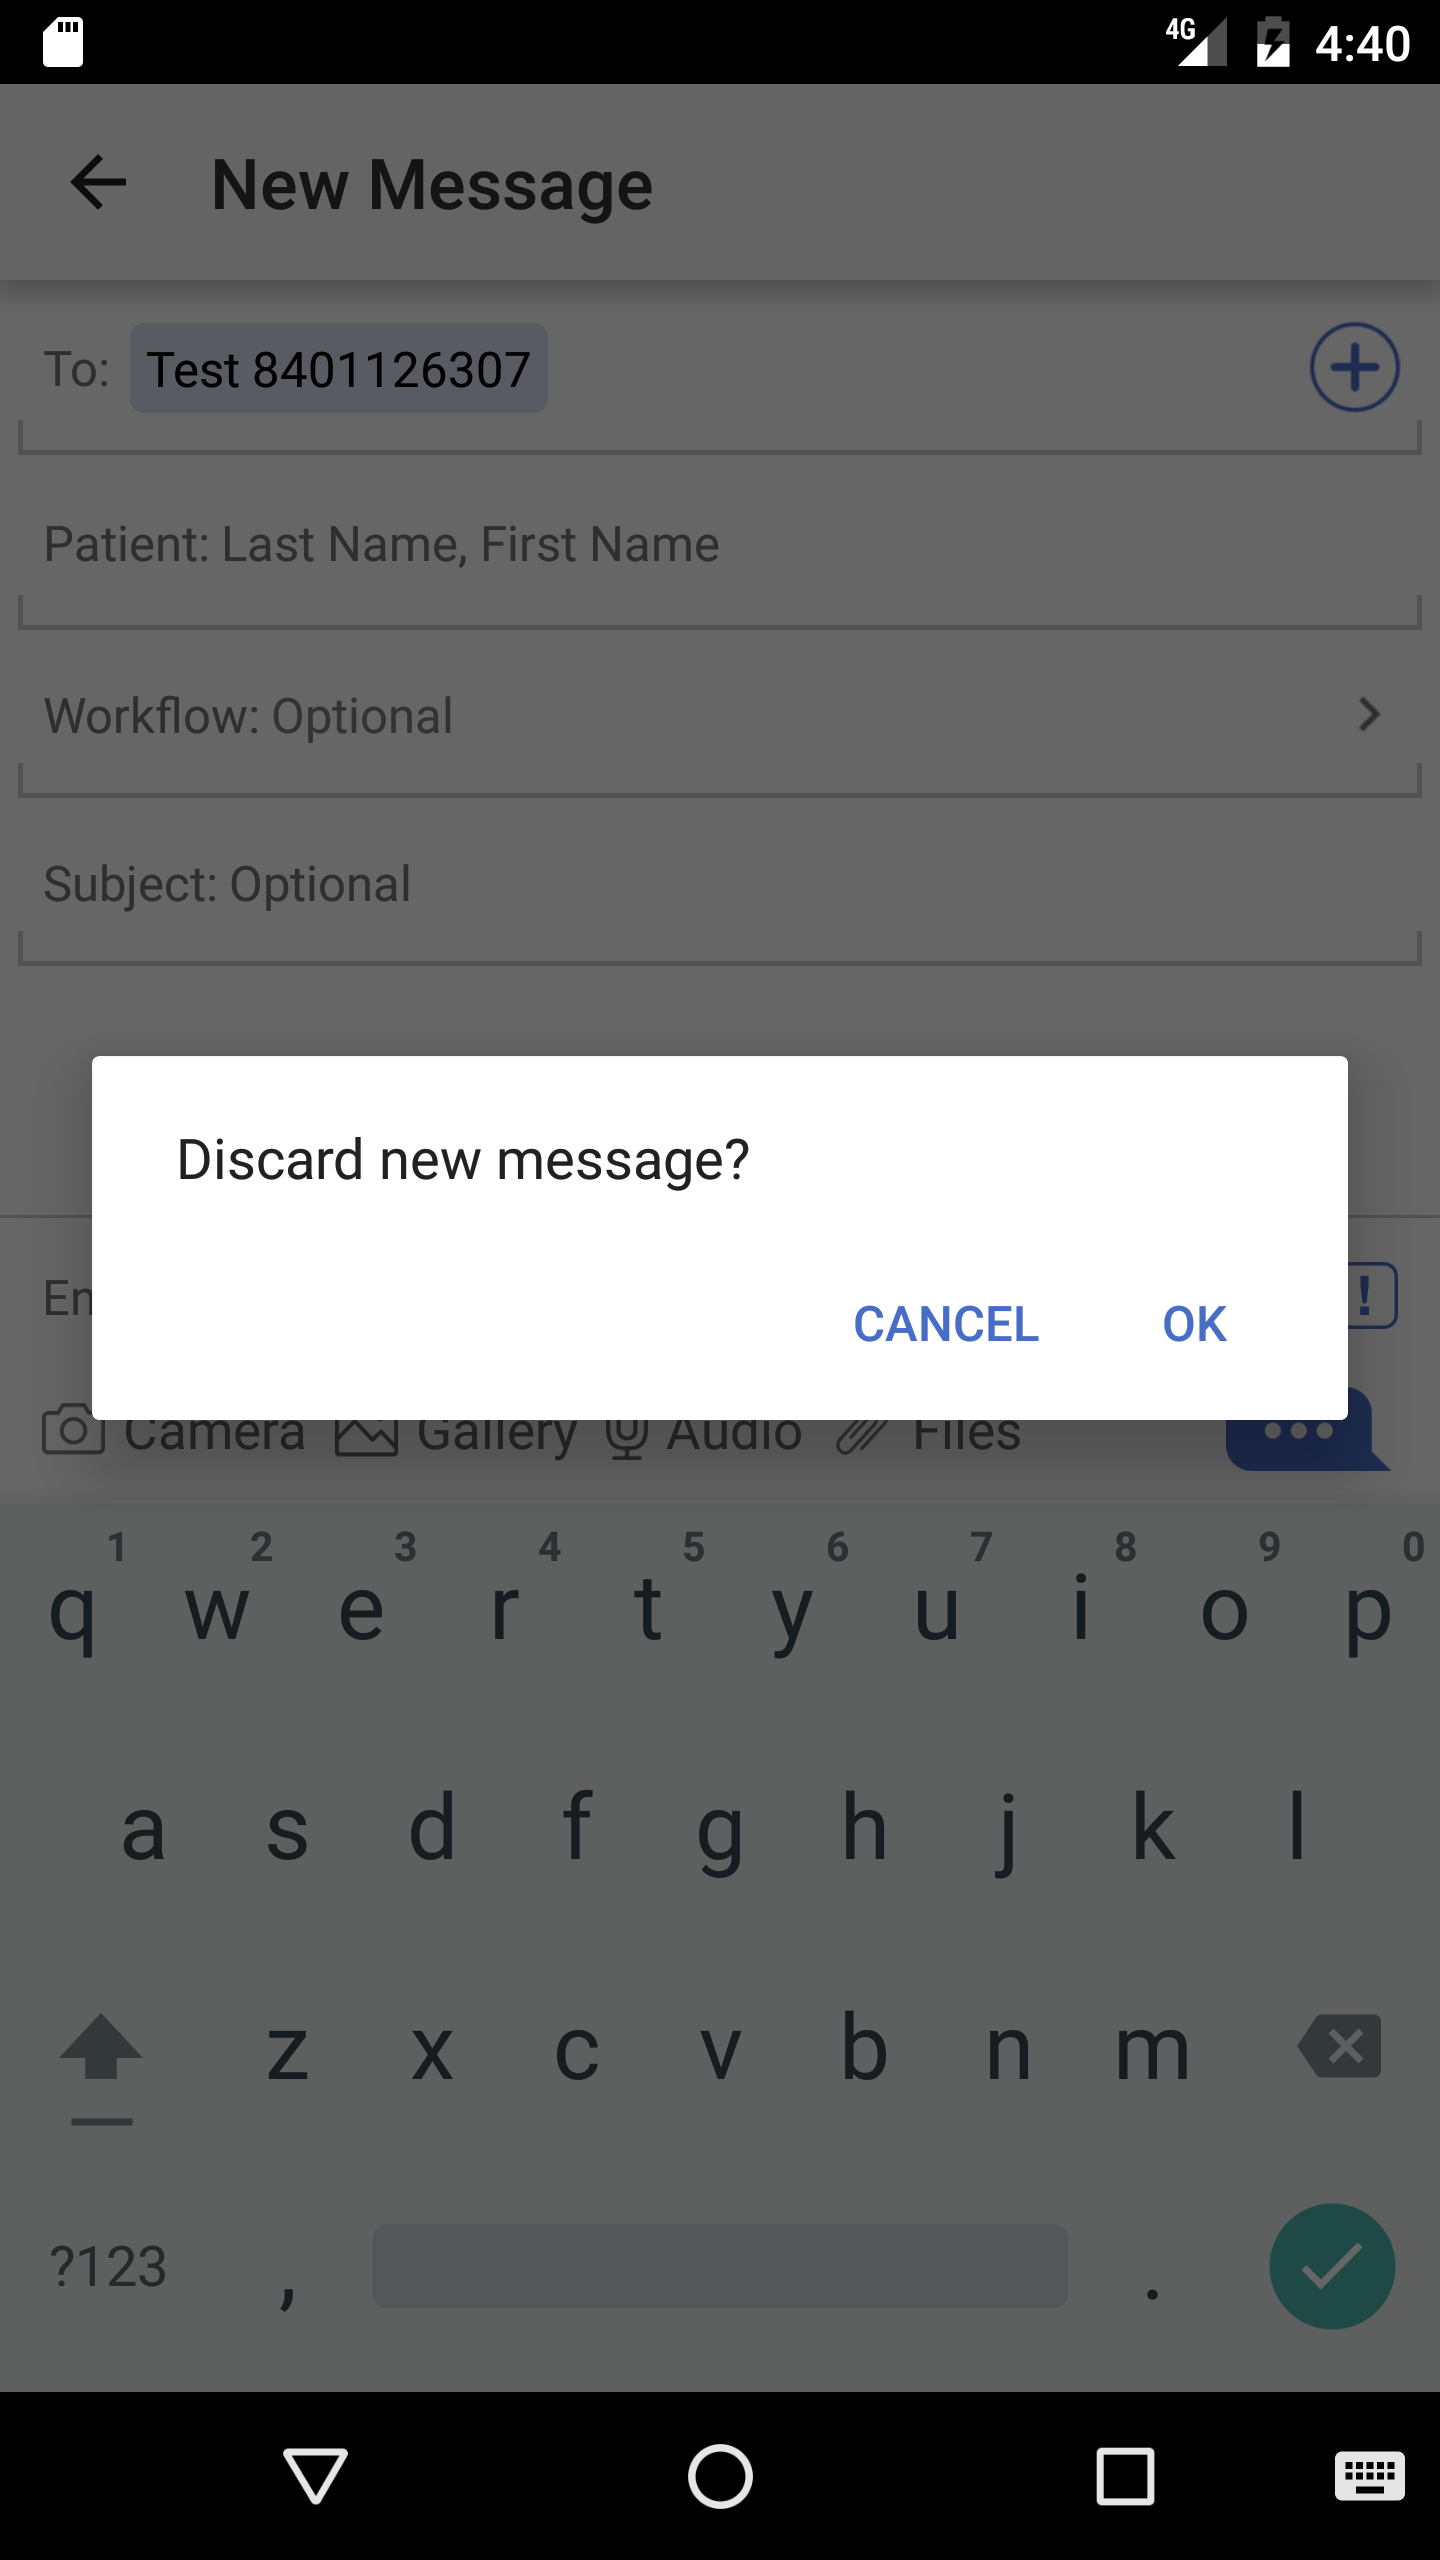 4G 4:40
New Message
To: Test 8401126307
Patient: Last Name, First Name
Workflow: Optional
Subject: Optional
Discard new message?
CANCEL OK
En
!
Camera Gallery Audio Files
1 2 3 4 5 6 7 8 9 0
q w e r t y u i o p
a s d f g h j k l
z x c v b n m
?123 , .